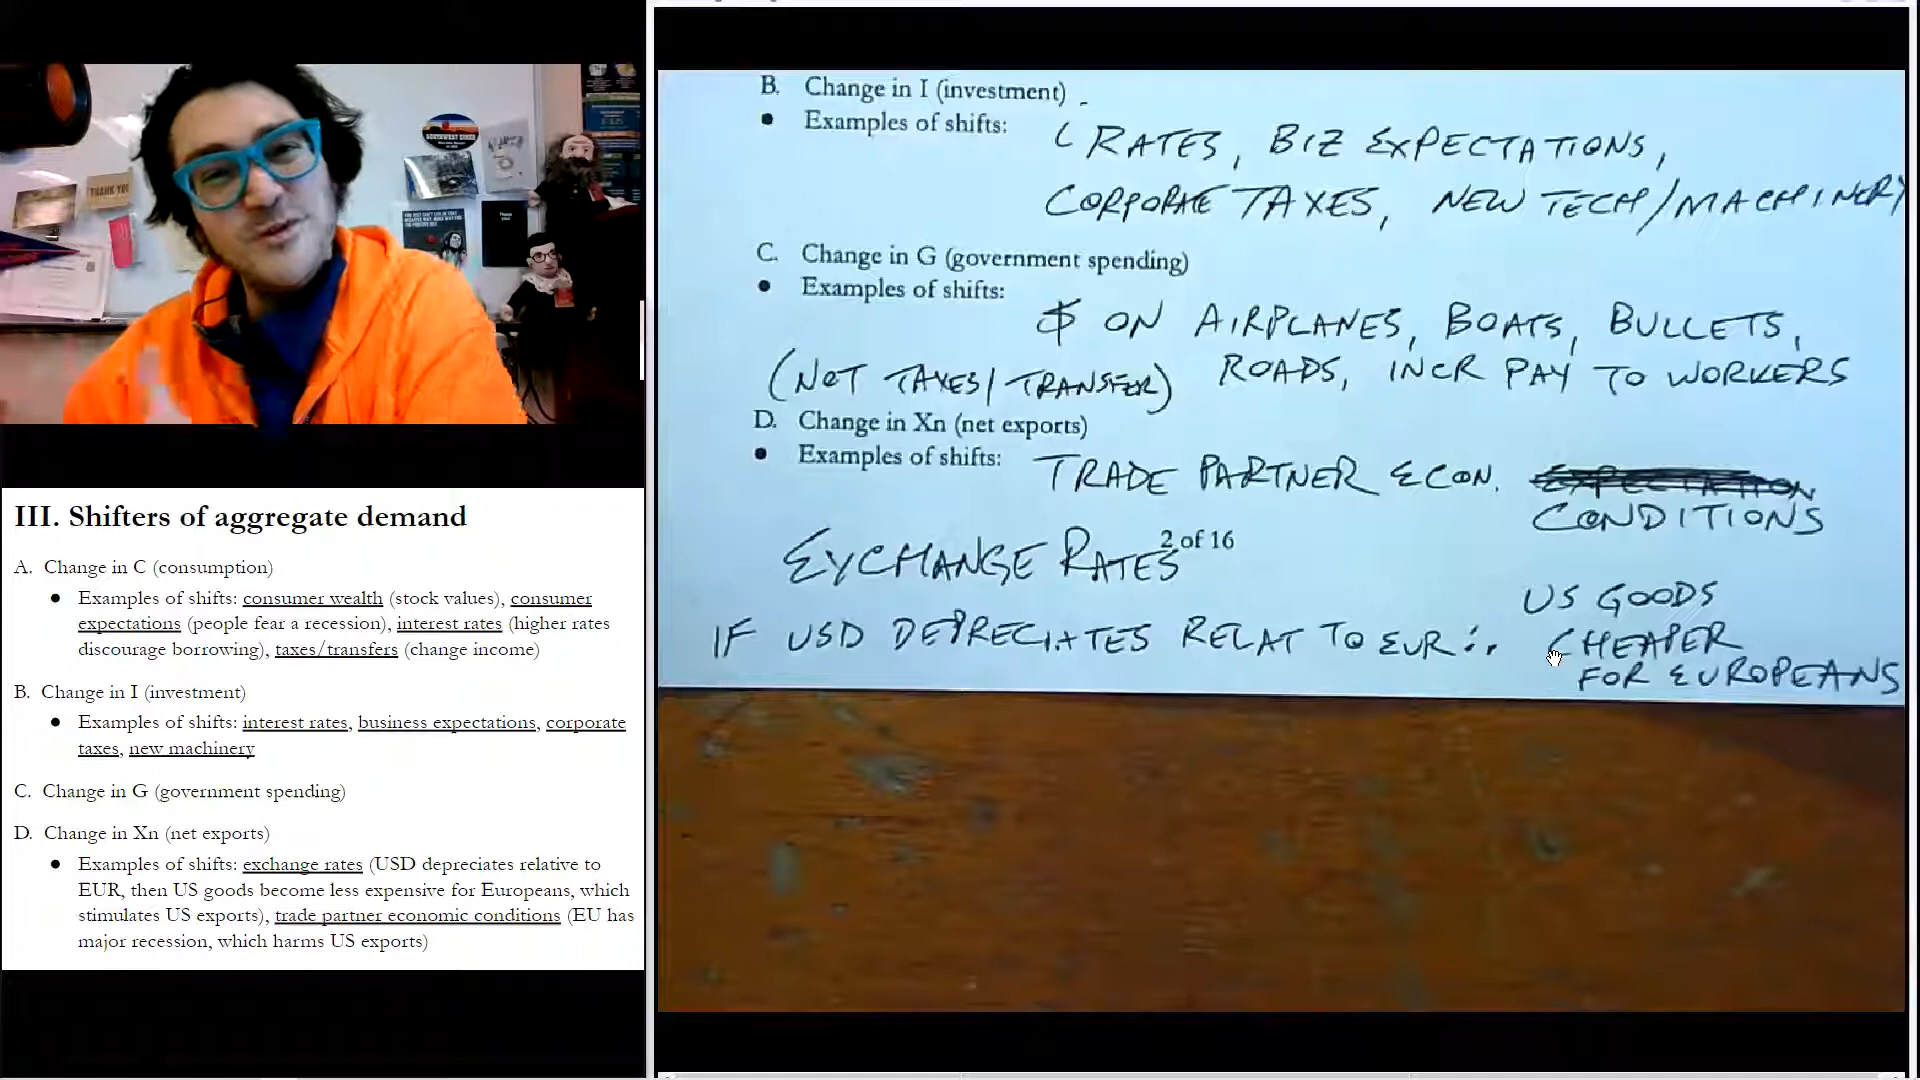 THANK YOU
SOUTHWEST DINER
III. Shifters of aggregate demand
A. Change in C (consumption)
● Examples of shifts: consumer wealth (stock values), consumer
expectations (people fear a recession), interest rates (higher rates
discourage borrowing), taxes/transfers (change income)
B. Change in I (investment)
● Examples of shifts: interest rates, business expectations, corporate
taxes, new machinery
C. Change in G (government spending)
D. Change in Xn (net exports)
● Examples of shifts: exchange rates (USD depreciates relative to
EUR, then US goods become less expensive for Europeans, which
stimulates US exports), trade partner economic conditions (EU has
major recession, which harms US exports)
B. Change in I (investment)
● Examples of shifts: RATES, BIZ EXPECTATIONS,
CORPORATE TAXES, NEW TECH/MACHINERY
C. Change in G (government spending)
● Examples of shifts:
$ ON AIRPLANES, BOATS, BULLETS,
(NOT TAXES/TRANSFER) ROADS, INCR PAY TO WORKERS
D. Change in Xn (net exports)
● Examples of shifts: TRADE PARTNER ECON.
CONDITIONS
2 of 16
EXCHANGE RATES
IF USD DEPRECIATES RELAT TO EUR ∴ US GOODS
CHEAPER
FOR EUROPEANS